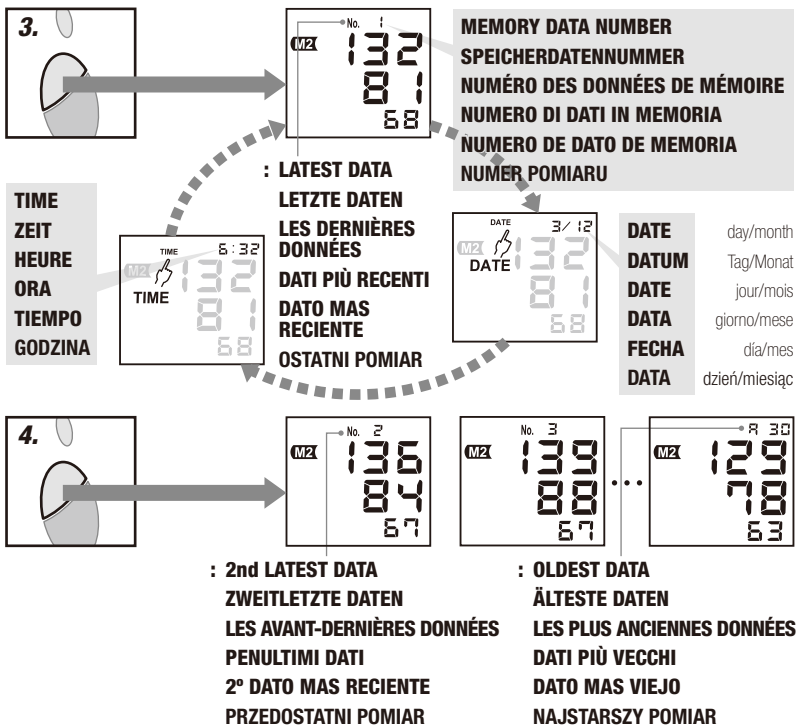 3.
No. 1
M2
132
81
68
MEMORY DATA NUMBER
SPEICHERDATENNUMMER
NUMÉRO DES DONNÉES DE MÉMOIRE
NUMERO DI DATI IN MEMORIA
NUMERO DE DATO DE MEMORIA
NUMER POMIARU
: LATEST DATA
LETZTE DATEN
LES DERNIÈRES
DONNÉES
DATI PIÙ RECENTI
DATO MAS
RECIENTE
OSTATNI POMIAR
TIME
ZEIT
HEURE
ORA
TIEMPO
GODZINA
TIME 6:32
M2 132
TIME
81
68
DATE 3/12
M2 132
DATE
81
68
DATE day/month
DATUM Tag/Monat
DATE jour/mois
DATA giorno/mese
FECHA día/mes
DATA dzień/miesiąc
4.
No. 2
M2
136
84
67
No. 3
M2
139
88
67
...
A 30
M2
129
78
63
: 2nd LATEST DATA
ZWEITLETZTE DATEN
LES AVANT-DERNIÈRES DONNÉES
PENULTIMI DATI
2º DATO MAS RECIENTE
PRZEDOSTATNI POMIAR
: OLDEST DATA
ÄLTESTE DATEN
LES PLUS ANCIENNES DONNÉES
DATI PIÙ VECCHI
DATO MAS VIEJO
NAJSTARSZY POMIAR